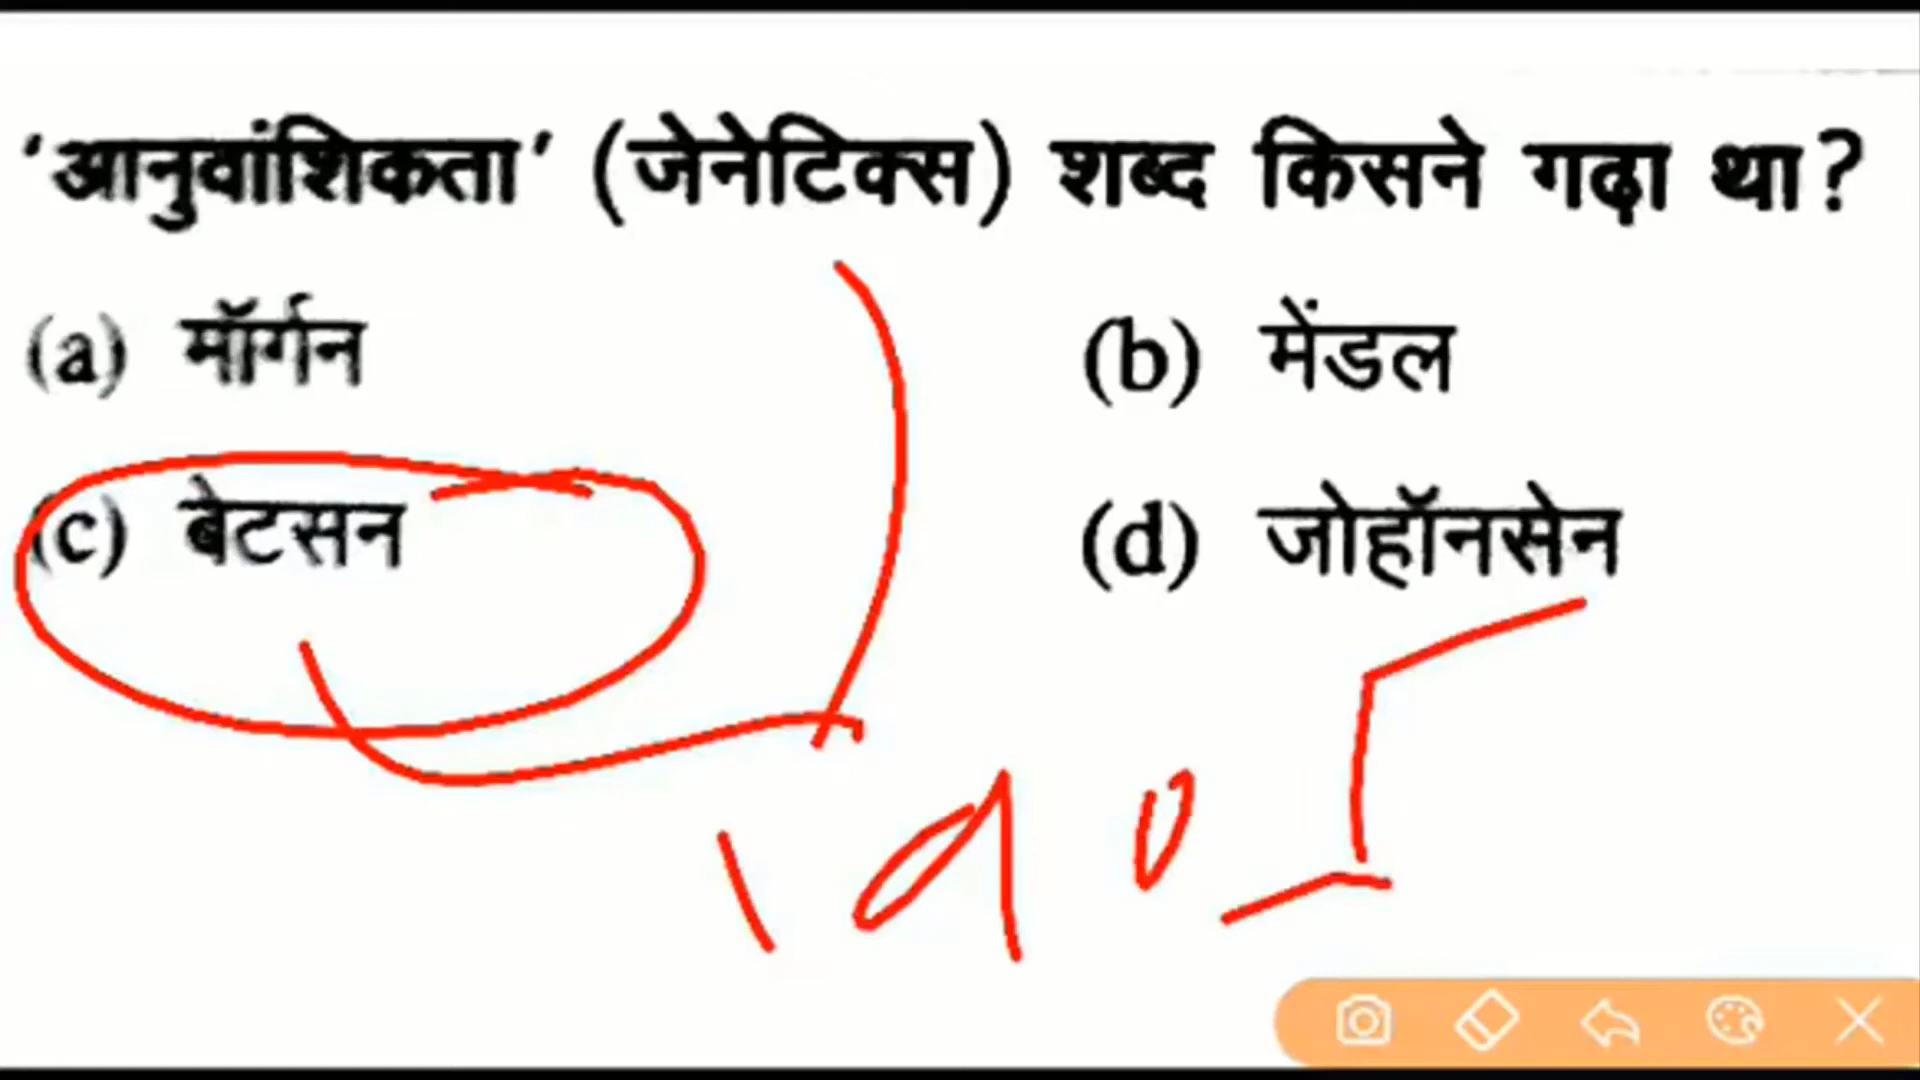 'आनुवांशिकता' (जेनेटिक्स) शब्द किसने गढ़ा था?
(a) मॉर्गन
(b) मेंडल
(c) बेटसन
(d) जोहॉनसेन
1905